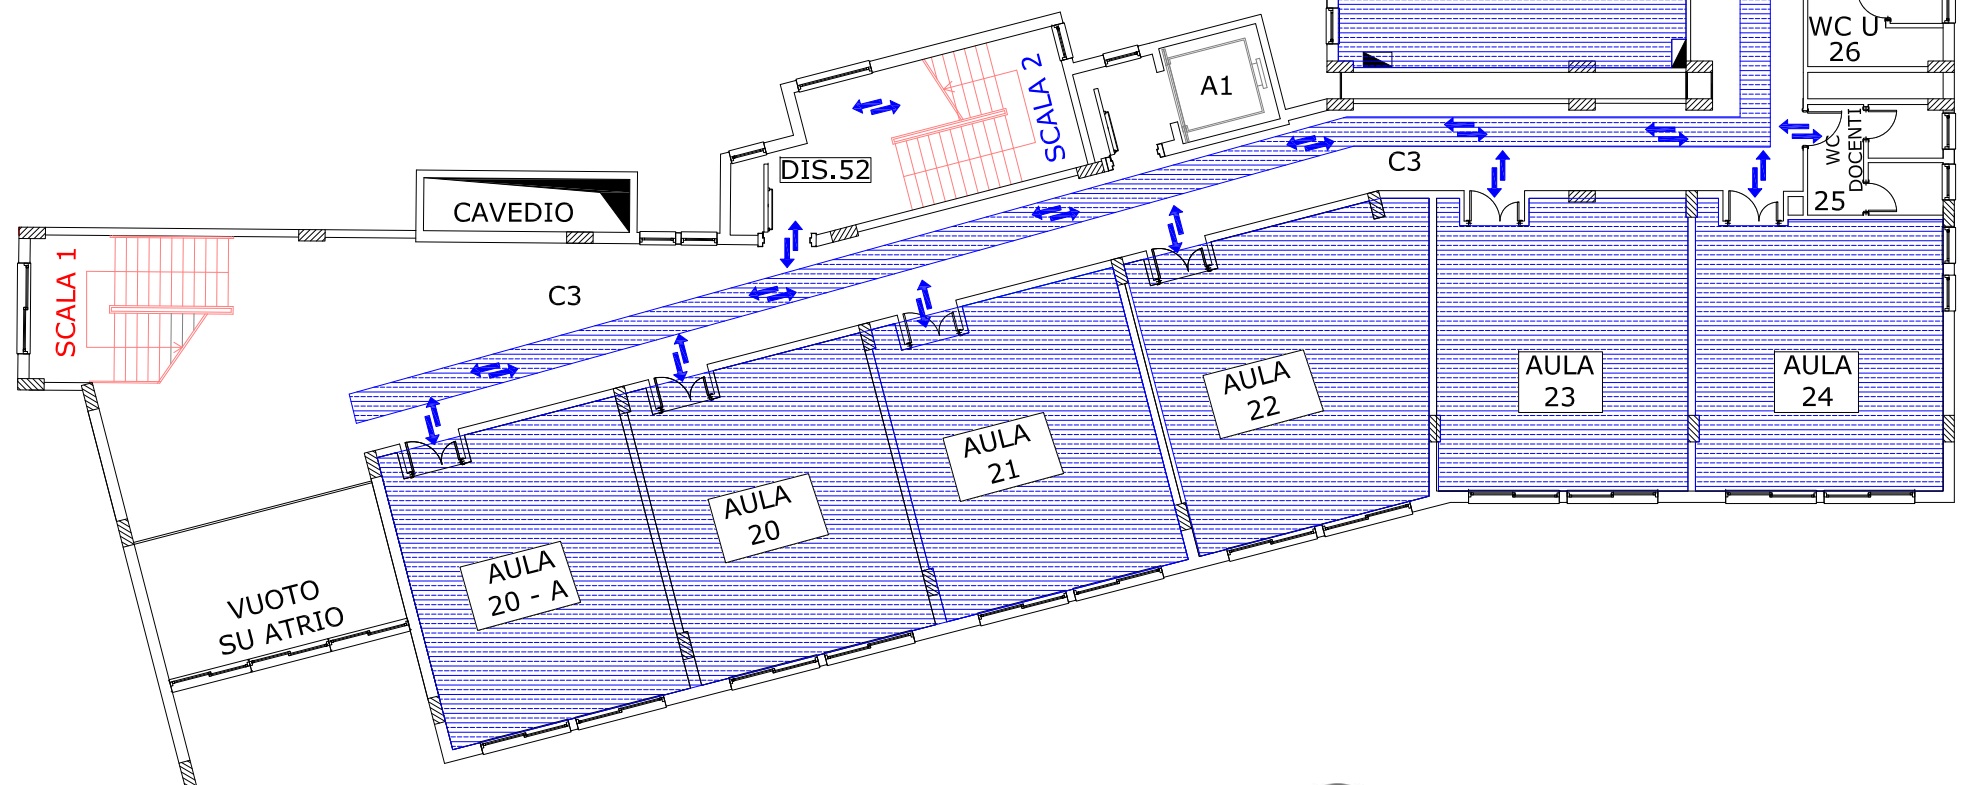 WC U
26
SCALA 2
A1
DIS.52
CAVEDIO
C3
WC
DOCENTI
25
SCALA 1
C3
AULA
22
AULA
23
AULA
24
AULA
21
AULA
20
AULA
20 - A
VUOTO
SU ATRIO